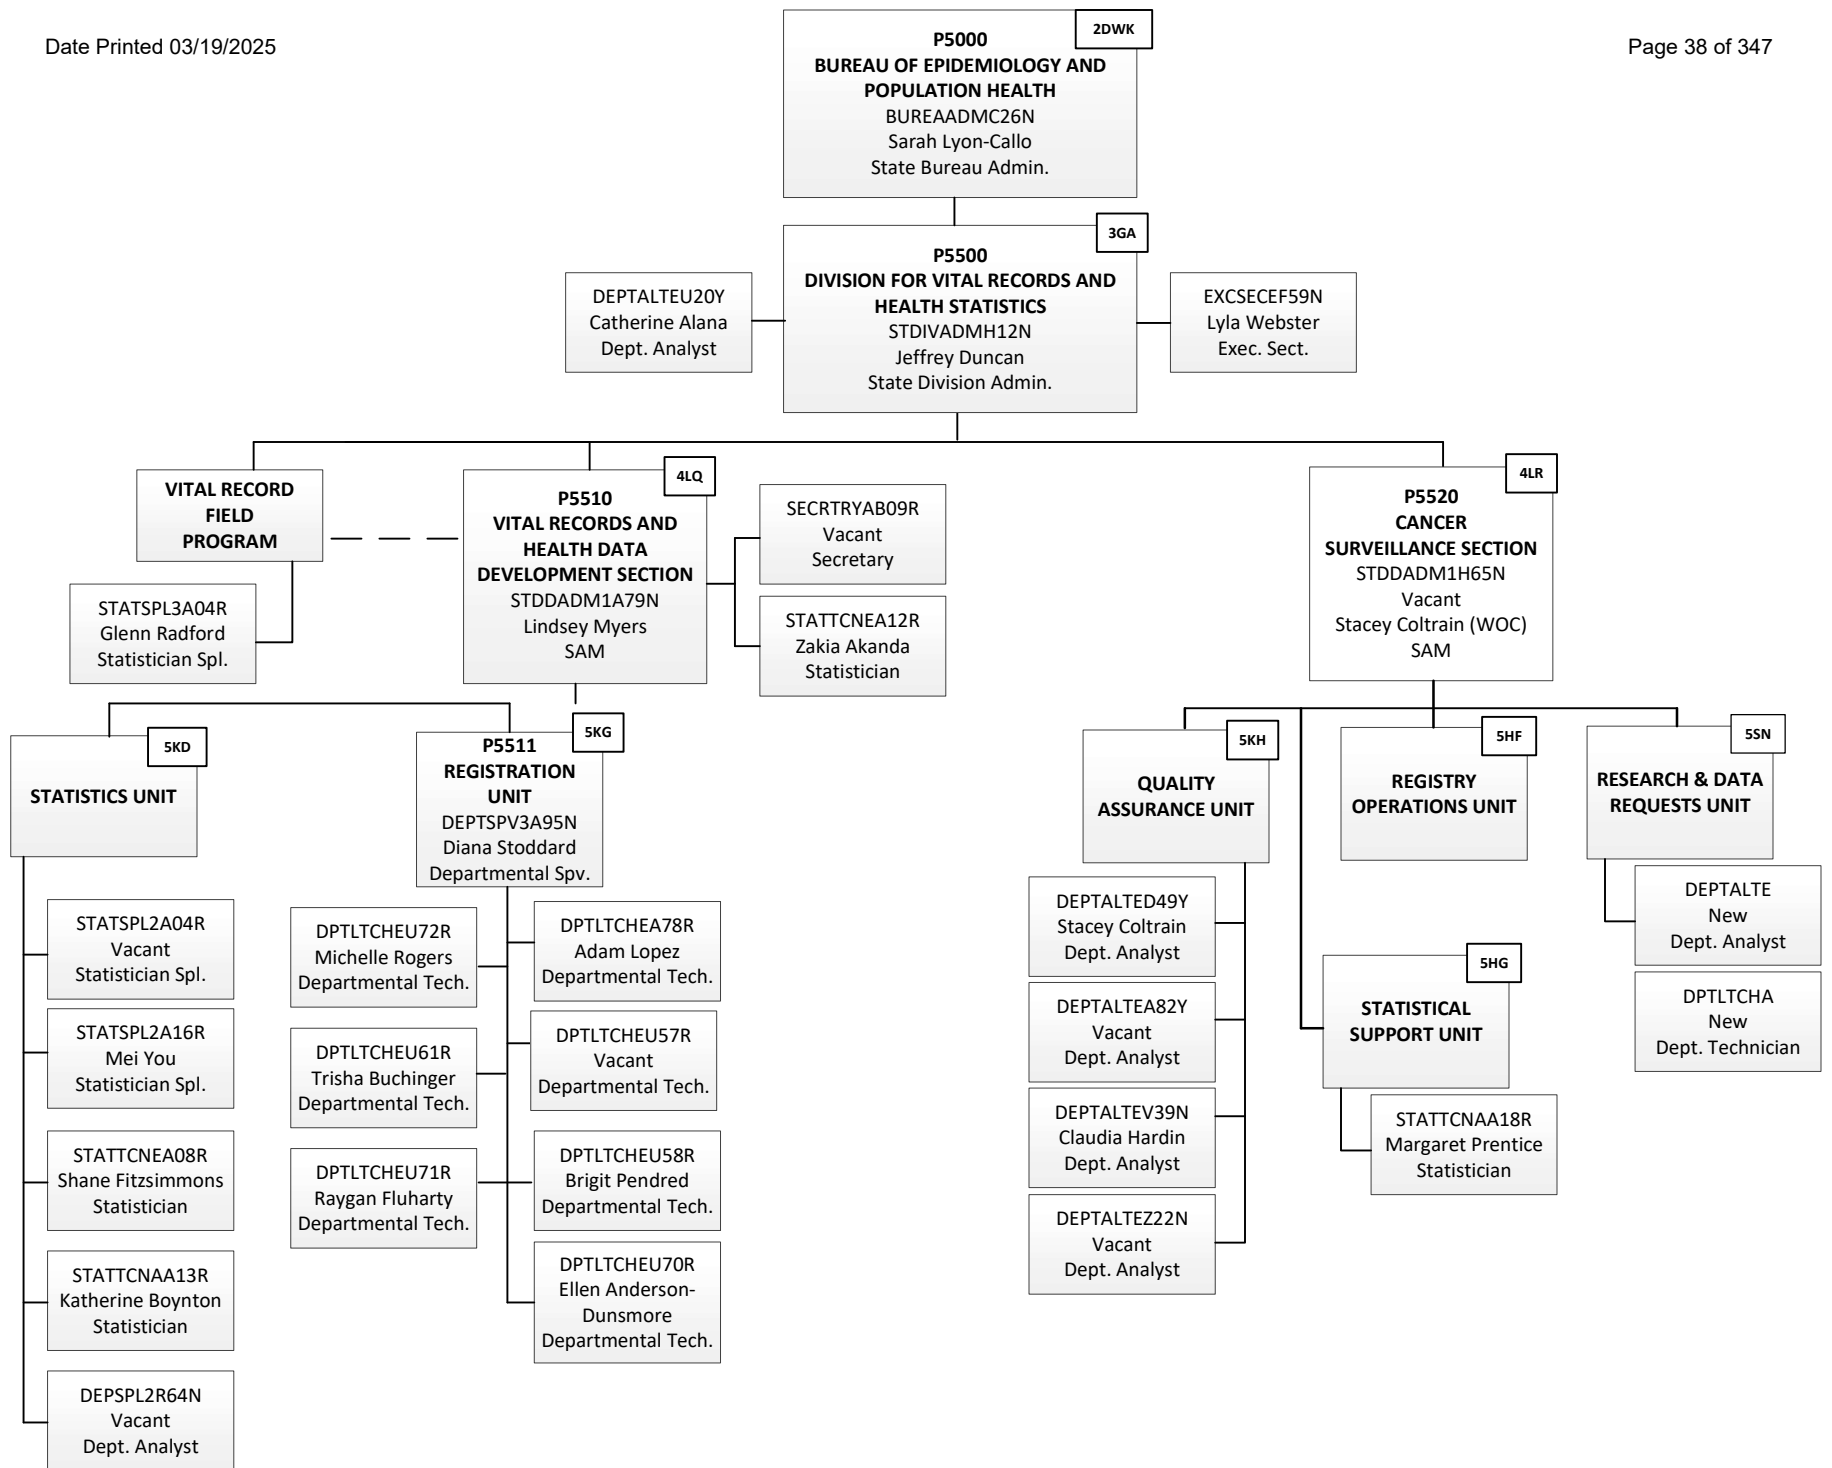 Date Printed 03/19/2025
Page 38 of 347
2DWK
P5000
BUREAU OF EPIDEMIOLOGY AND
POPULATION HEALTH
BUREAADMC26N
Sarah Lyon-Callo
State Bureau Admin.
3GA
P5500
DIVISION FOR VITAL RECORDS AND
HEALTH STATISTICS
STDIVADMH12N
Jeffrey Duncan
State Division Admin.
DEPTALTEU20Y
Catherine Alana
Dept. Analyst
EXCSECEF59N
Lyla Webster
Exec. Sect.
VITAL RECORD
FIELD
PROGRAM
STATSPL3A04R
Glenn Radford
Statistician Spl.
4LQ
P5510
VITAL RECORDS AND
HEALTH DATA
DEVELOPMENT SECTION
STDDADM1A79N
Lindsey Myers
SAM
SECRTRYAB09R
Vacant
Secretary
STATTCNEA12R
Zakia Akanda
Statistician
4LR
P5520
CANCER
SURVEILLANCE SECTION
STDDADM1H65N
Vacant
Stacey Coltrain (WOC)
SAM
5KD
STATISTICS UNIT
STATSPL2A04R
Vacant
Statistician Spl.
STATSPL2A16R
Mei You
Statistician Spl.
STATTCNEA08R
Shane Fitzsimmons
Statistician
STATTCNAA13R
Katherine Boynton
Statistician
DEPSPL2R64N
Vacant
Dept. Analyst
5KG
P5511
REGISTRATION
UNIT
DEPTSPV3A95N
Diana Stoddard
Departmental Spv.
DPTLTCHEU72R
Michelle Rogers
Departmental Tech.
DPTLTCHEU61R
Trisha Buchinger
Departmental Tech.
DPTLTCHEU71R
Raygan Fluharty
Departmental Tech.
DPTLTCHEA78R
Adam Lopez
Departmental Tech.
DPTLTCHEU57R
Vacant
Departmental Tech.
DPTLTCHEU58R
Brigit Pendred
Departmental Tech.
DPTLTCHEU70R
Ellen Anderson-
Dunsmore
Departmental Tech.
5KH
QUALITY
ASSURANCE UNIT
DEPTALTED49Y
Stacey Coltrain
Dept. Analyst
DEPTALTEA82Y
Vacant
Dept. Analyst
DEPTALTEV39N
Claudia Hardin
Dept. Analyst
DEPTALTEZ22N
Vacant
Dept. Analyst
5HF
REGISTRY
OPERATIONS UNIT
5HG
STATISTICAL
SUPPORT UNIT
STATTCNAA18R
Margaret Prentice
Statistician
5SN
RESEARCH & DATA
REQUESTS UNIT
DEPTALTE
New
Dept. Analyst
DPTLTCHA
New
Dept. Technician